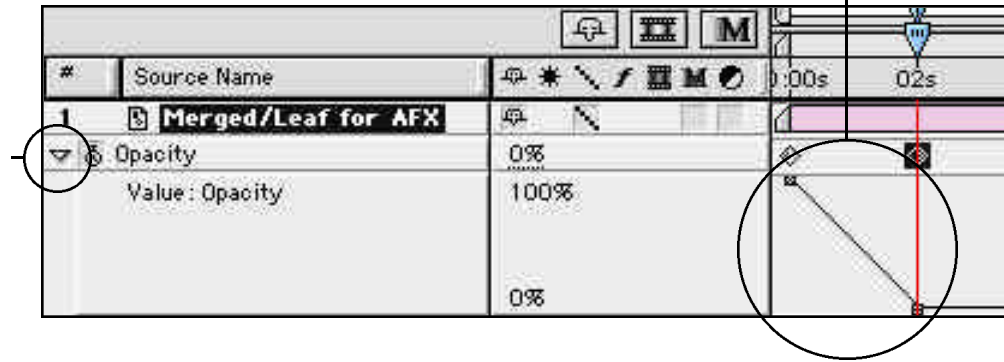 M
# Source Name M :00s 02s
1 Merged/Leaf for AFX
Opacity 0%
Value: Opacity 100%
0%